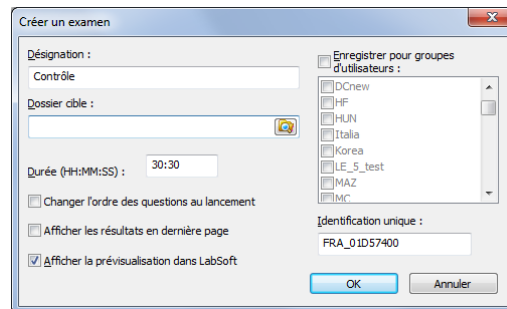 Créer un examen
Désignation :
Contrôle
Dossier cible :
Durée (HH:MM:SS) :
30:30
Changer l'ordre des questions au lancement
Afficher les résultats en dernière page
Afficher la prévisualisation dans LabSoft
Enregistrer pour groupes
d'utilisateurs :
DCnew
HF
HUN
Italia
Korea
LE_5_test
MAZ
MC
Identification unique :
FRA_01D57400
OK
Annuler